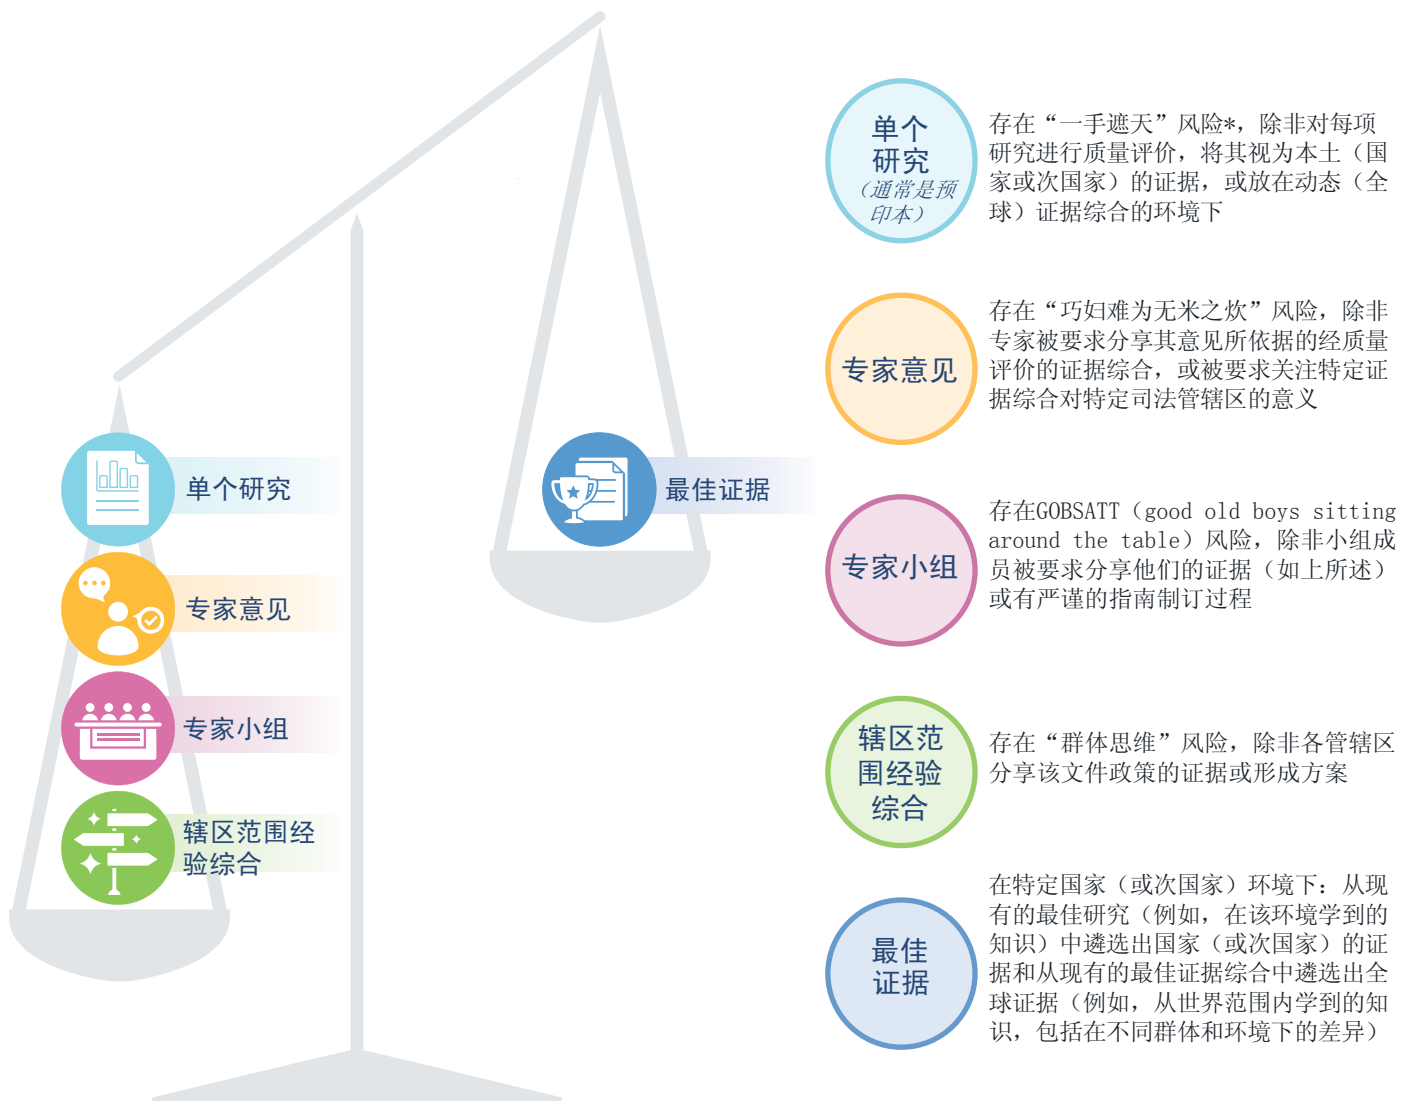 单个研究
专家意见
专家小组
辖区范围经
验综合
最佳证据
单个
研究
（通常是预
印本）
存在“一手遮天”风险*，除非对每项
研究进行质量评价，将其视为本土（国
家或次国家）的证据，或放在动态（全
球）证据综合的环境下
专家意见
存在“巧妇难为无米之炊”风险，除非
专家被要求分享其意见所依据的经质量
评价的证据综合，或被要求关注特定证
据综合对特定司法管辖区的意义
专家小组
存在GOBSATT（good old boys sitting
around the table）风险，除非小组成
员被要求分享他们的证据（如上所述）
或有严谨的指南制订过程
辖区范
围经验
综合
存在“群体思维”风险，除非各管辖区
分享该文件政策的证据或形成方案
最佳
证据
在特定国家（或次国家）环境下：从现
有的最佳研究（例如，在该环境学到的
知识）中遴选出国家（或次国家）的证
据和从现有的最佳证据综合中遴选出全
球证据（例如，从世界范围内学到的知
识，包括在不同群体和环境下的差异）